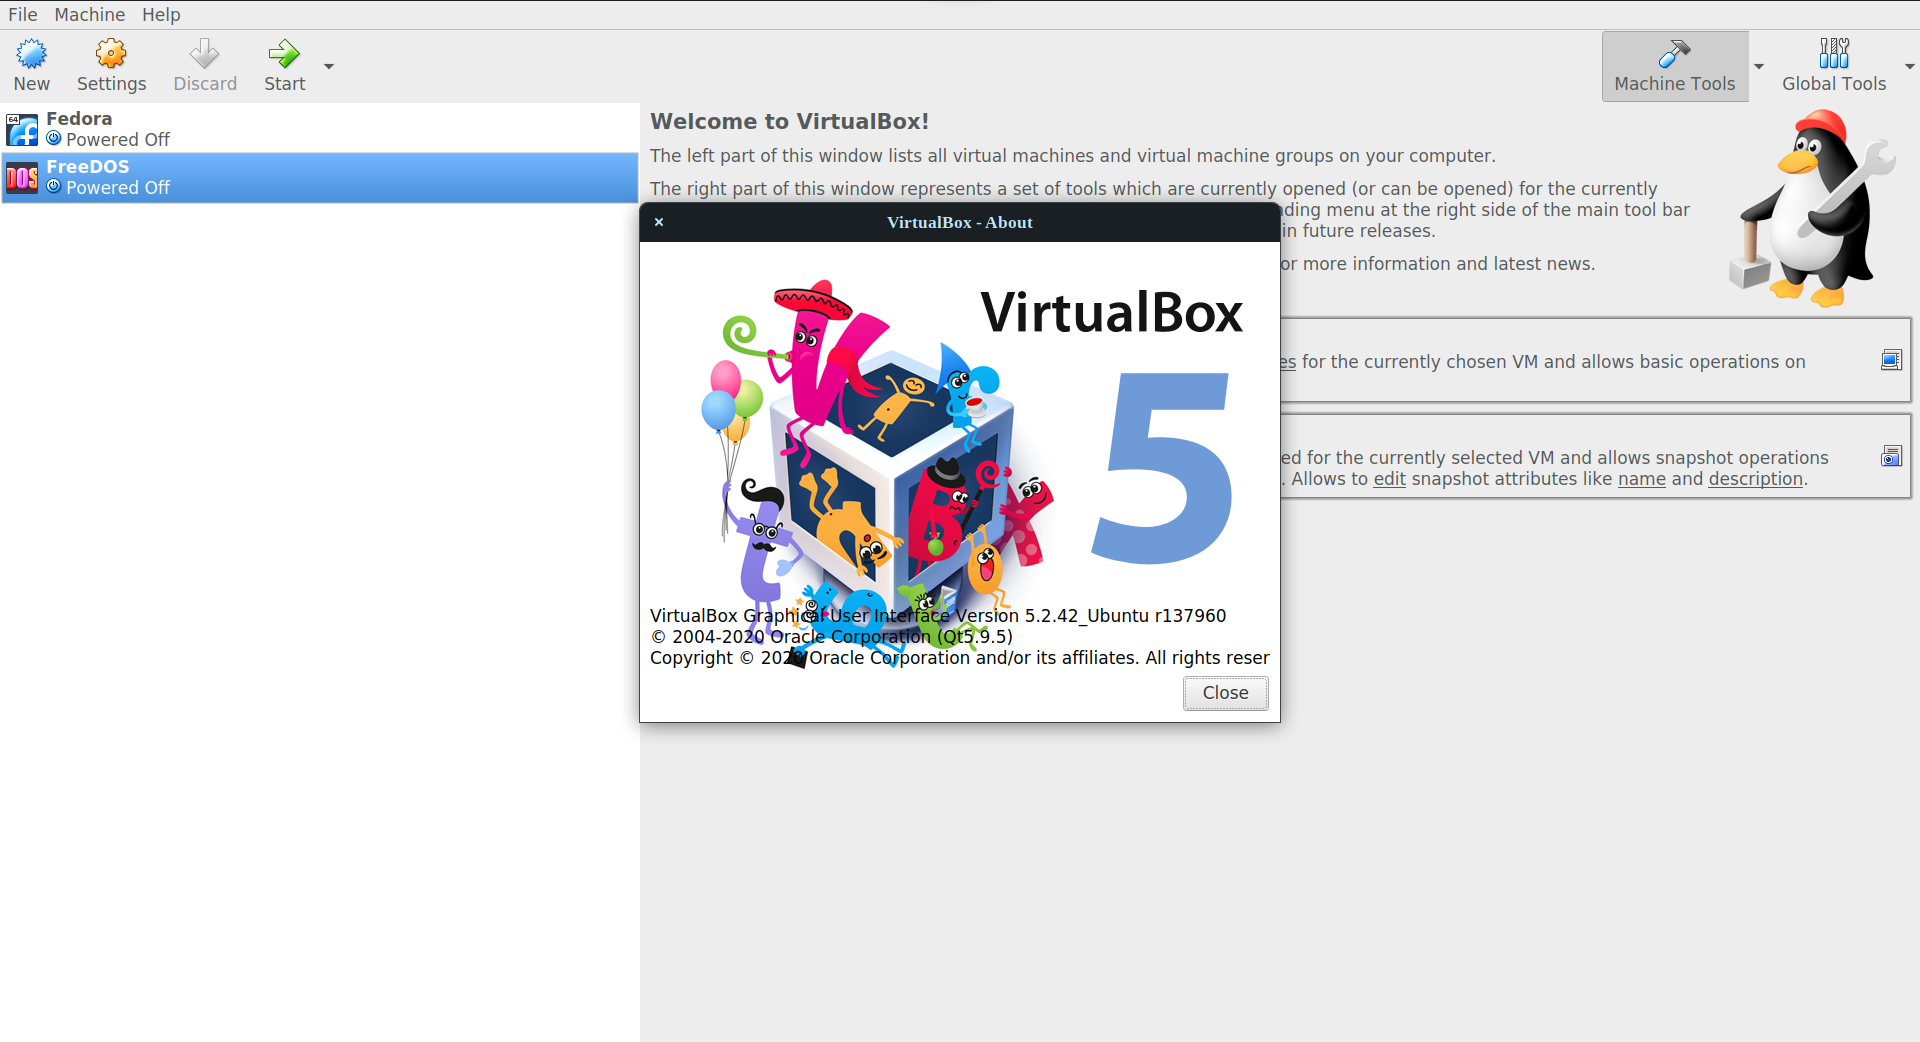 File Machine Help
New Settings Discard Start Machine Tools Global Tools
64
Fedora
Powered Off
DOS
FreeDOS
Powered Off
Welcome to VirtualBox!
The left part of this window lists all virtual machines and virtual machine groups on your computer.
The right part of this window represents a set of tools which are currently opened (or can be opened) for the currently
nding menu at the right side of the main tool bar
in future releases.
or more information and latest news.
es for the currently chosen VM and allows basic operations on
ed for the currently selected VM and allows snapshot operations
. Allows to edit snapshot attributes like name and description.
VirtualBox - About
VirtualBox
5
VirtualBox Graphical User Interface Version 5.2.42_Ubuntu r137960
© 2004-2020 Oracle Corporation (Qt5.9.5)
Copyright © 2020 Oracle Corporation and/or its affiliates. All rights reser
Close